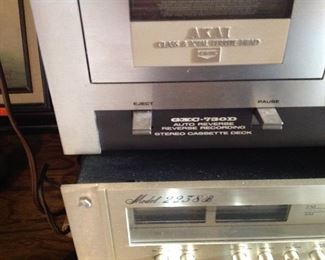 AKAI
EJECT
PAUSE
GXC-730D
AUTO REVERSE
REVERSE RECORDING
STEREO CASSETTE DECK
Model 2238B